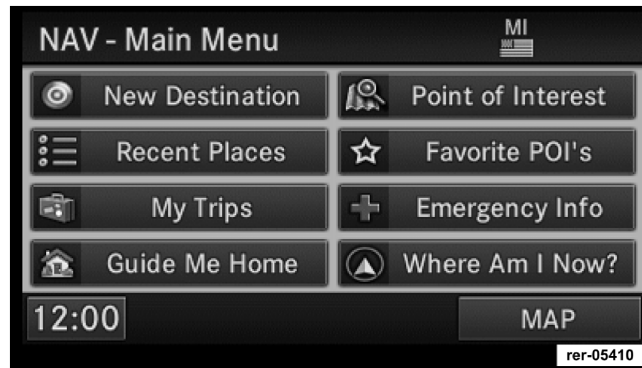 NAV - Main Menu
MI
New Destination
Point of Interest
Recent Places
Favorite POI's
My Trips
Emergency Info
Guide Me Home
Where Am I Now?
12:00
MAP
rer-05410